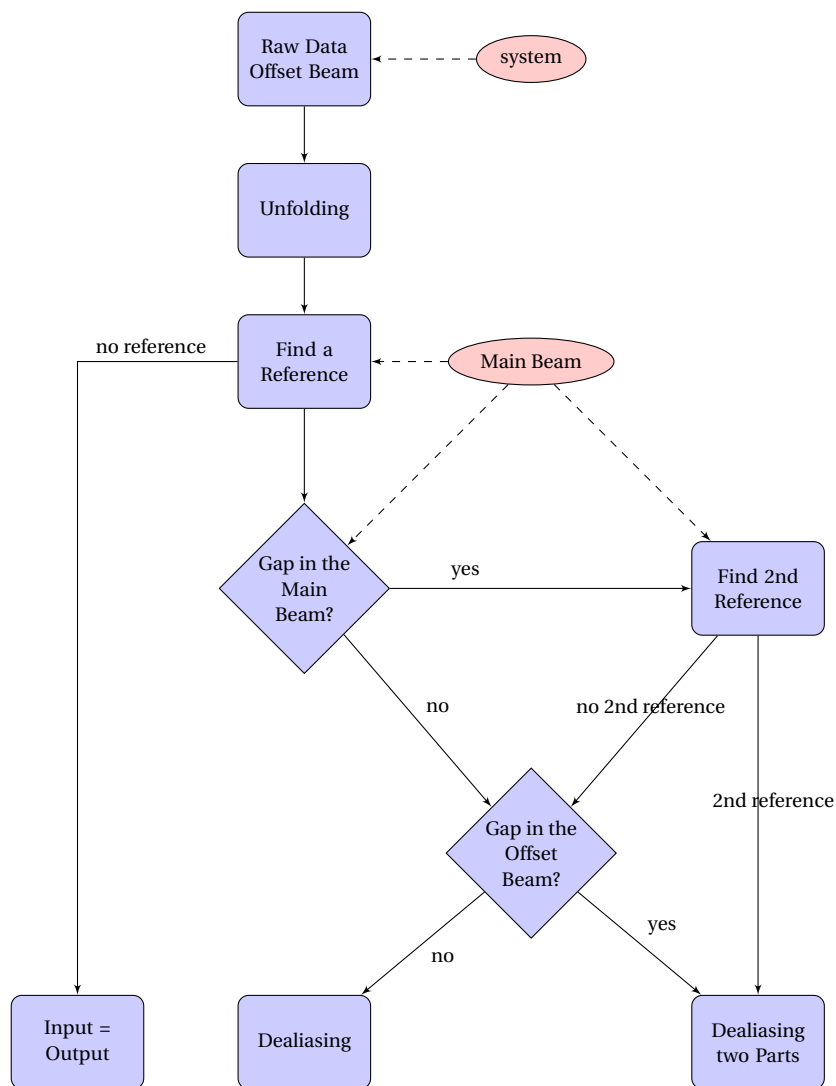 Raw Data
Offset Beam
system
Unfolding
no reference
Find a
Reference
Main Beam
Gap in the
Main
Beam?
yes
Find 2nd
Reference
no
no 2nd reference
2nd reference
Gap in the
Offset
Beam?
no
yes
Input =
Output
Dealiasing
Dealiasing
two Parts